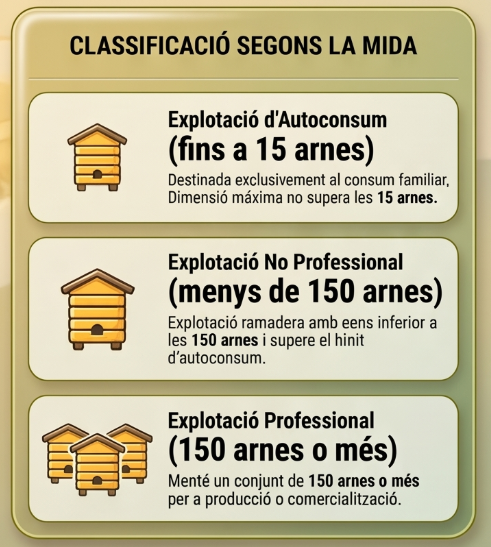 CLASSIFICACIÓ SEGONS LA MIDA
Explotació d'Autoconsum
(fins a 15 arnes)
Destinada exclusivament al consum familiar,
Dimensió máxima no supera les 15 arnes.
Explotació No Professional
(menys de 150 arnes)
Explotació ramadera amb eens inferior a
les 150 arnes i supere el hinit
d'autoconsum.
Explotació Professional
(150 arnes o més)
Menté un conjunt de 150 arnes o més
per a producció o comercialització.